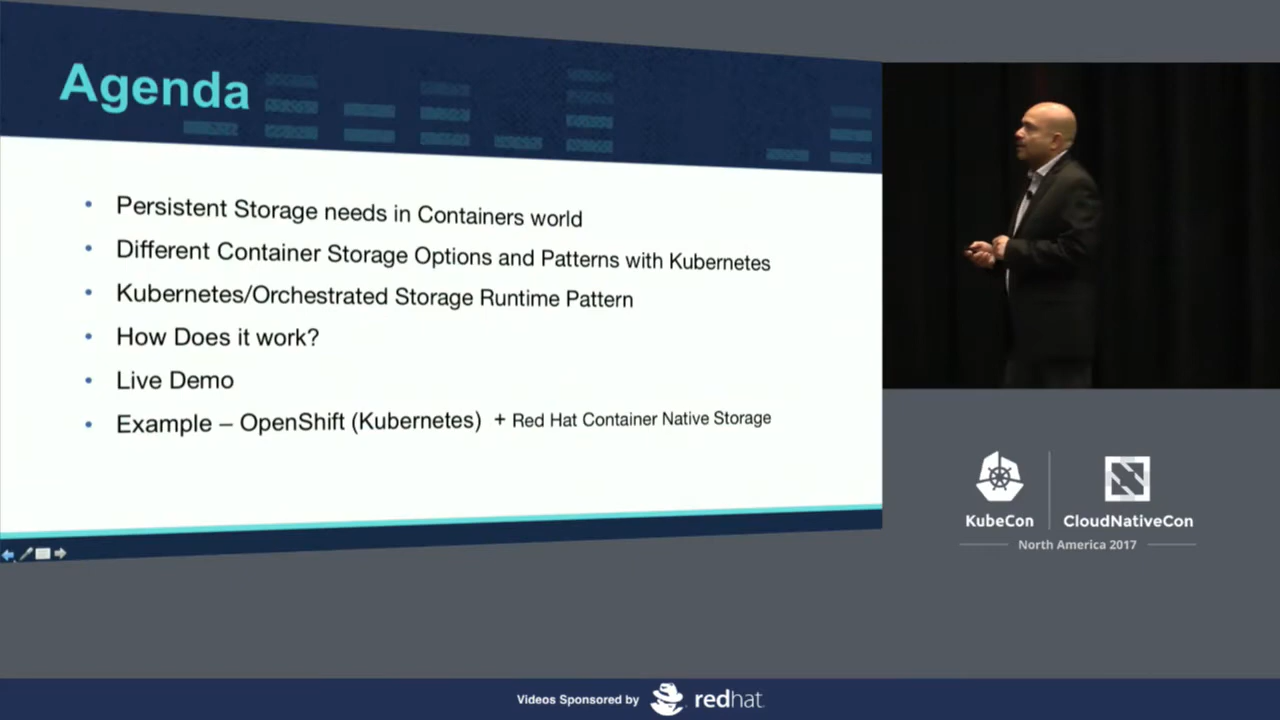 Agenda
• Persistent Storage needs in Containers world
• Different Container Storage Options and Patterns with Kubernetes
• Kubernetes/Orchestrated Storage Runtime Pattern
• How Does it work?
• Live Demo
• Example – OpenShift (Kubernetes) + Red Hat Container Native Storage
KubeCon
CloudNativeCon
North America 2017
Videos Sponsored by redhat.